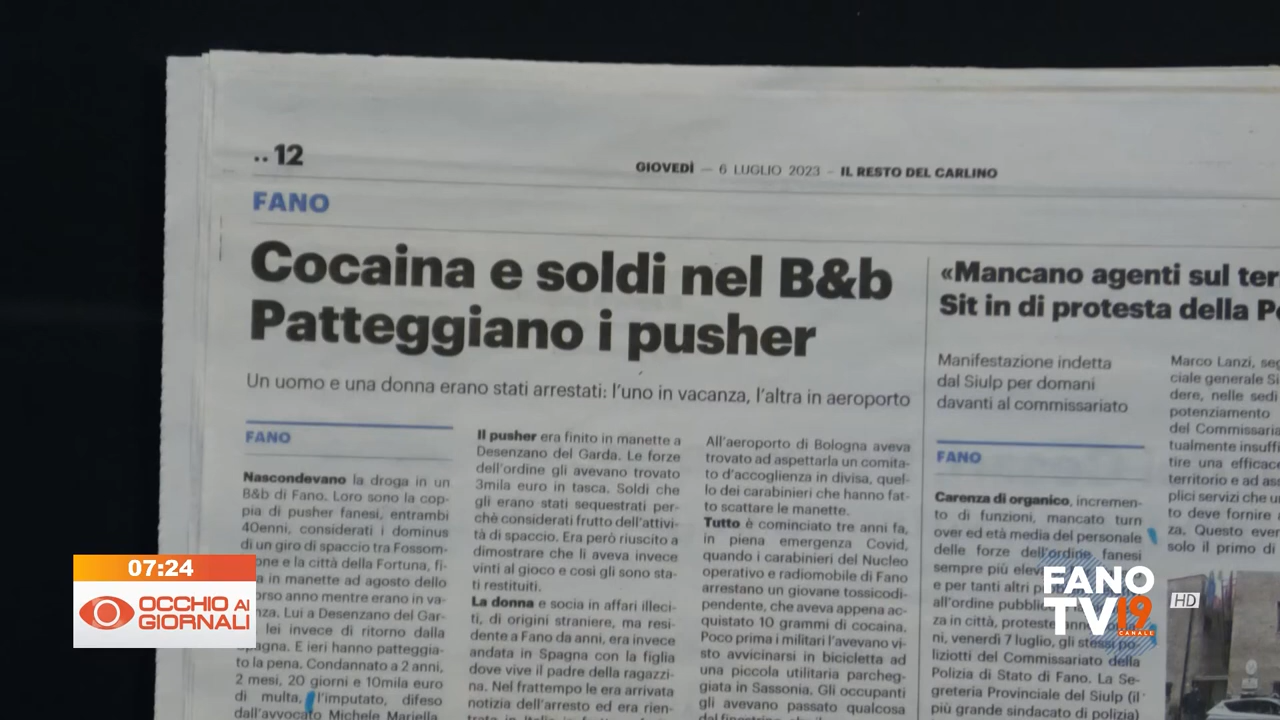 .. 12
GIOVEDÌ — 6 LUGLIO 2023 – IL RESTO DEL CARLINO
FANO
Cocaina e soldi nel B&b
Patteggiano i pusher
Un uomo e una donna erano stati arrestati: l'uno in vacanza, l'altra in aeroporto
FANO
Nascondevano la droga in un
B&b di Fano. Loro sono la cop-
pia di pusher fanesi, entrambi
40enni, considerati i dominus
di un giro di spaccio tra Fossom-
one e la città della Fortuna, fi-
a in manette ad agosto dello
orso anno mentre erano in va-
nza. Lui a Desenzano del Gar-
lei invece di ritorno dalla
pagna. E ieri hanno patteggia-
to la pena. Condannato a 2 anni,
2 mesi, 20 giorni e 10mila euro
di multa, l'imputato, difeso
dall'avvocato Michele Mariella,
Il pusher era finito in manette a
Desenzano del Garda. Le forze
dell'ordine gli avevano trovato
3mila euro in tasca. Soldi che
gli erano stati sequestrati per-
chè considerati frutto dell'attivi-
tà di spaccio. Era però riuscito a
dimostrare che li aveva invece
vinti al gioco e così gli sono sta-
ti restituiti.
La donna e socia in affari illeci-
ti, di origini straniere, ma resi-
dente a Fano da anni, era invece
andata in Spagna con la figlia
dove vive il padre della ragazzi-
na. Nel frattempo le era arrivata
notizia dell'arresto ed era rien-
All'aeroporto di Bologna aveva
trovato ad aspettarla un comita-
to d'accoglienza in divisa, quel-
lo dei carabinieri che hanno fat-
to scattare le manette.
Tutto è cominciato tre anni fa,
in piena emergenza Covid,
quando i carabinieri del Nucleo
operativo e radiomobile di Fano
arrestano un giovane tossicodi-
pendente, che aveva appena ac-
quistato 10 grammi di cocaina.
Poco prima i militari l'avevano vi-
sto avvicinarsi in bicicletta ad
una piccola utilitaria parcheg-
giata in Sassonia. Gli occupanti
gli avevano passato qualcosa
«Mancano agenti sul ter
Sit in di protesta della P
Manifestazione indetta
dal Siulp per domani
davanti al commissariato
FANO
Carenza di organico, incremen-
to di funzioni, mancato turn
over ed età media del personale
delle forze dell'ordine fanesi
sempre più elev
e per tanti altri
all'ordine pubbli
za in città, protest
ni, venerdì 7 luglio, gli stessi po-
liziotti del Commissariato della
Polizia di Stato di Fano. La Se-
greteria Provinciale del Siulp (il
più grande sindacato di polizia)
Marco Lanzi, seg
ciale generale Si
dere, nelle sedi
potenziamento
del Commissaria
tualmente insuffi
tire una efficace
territorio e ad ass
plici servizi che u
to deve fornire
za. Questo even
solo il primo di
07:24
OCCHIO AI
GIORNALI
FANO
TV 19
CANALE
HD